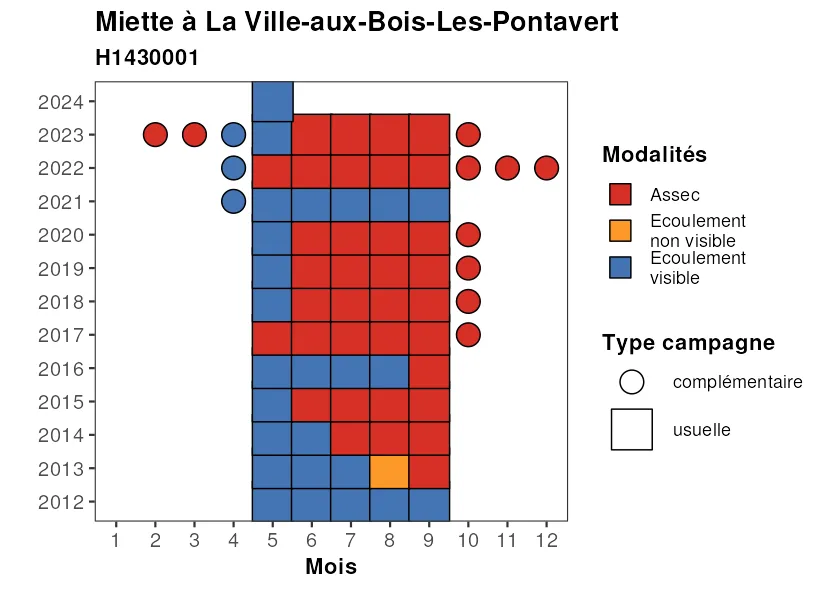 Miette à La Ville-aux-Bois-Les-Pontavert
H1430001
2024
2023
2022
2021
2020
2019
2018
2017
2016
2015
2014
2013
2012
1 2 3 4 5 6 7 8 9 10 11 12
Mois
Modalités
Assec
Ecoulement
non visible
Ecoulement
visible
Type campagne
complémentaire
usuelle